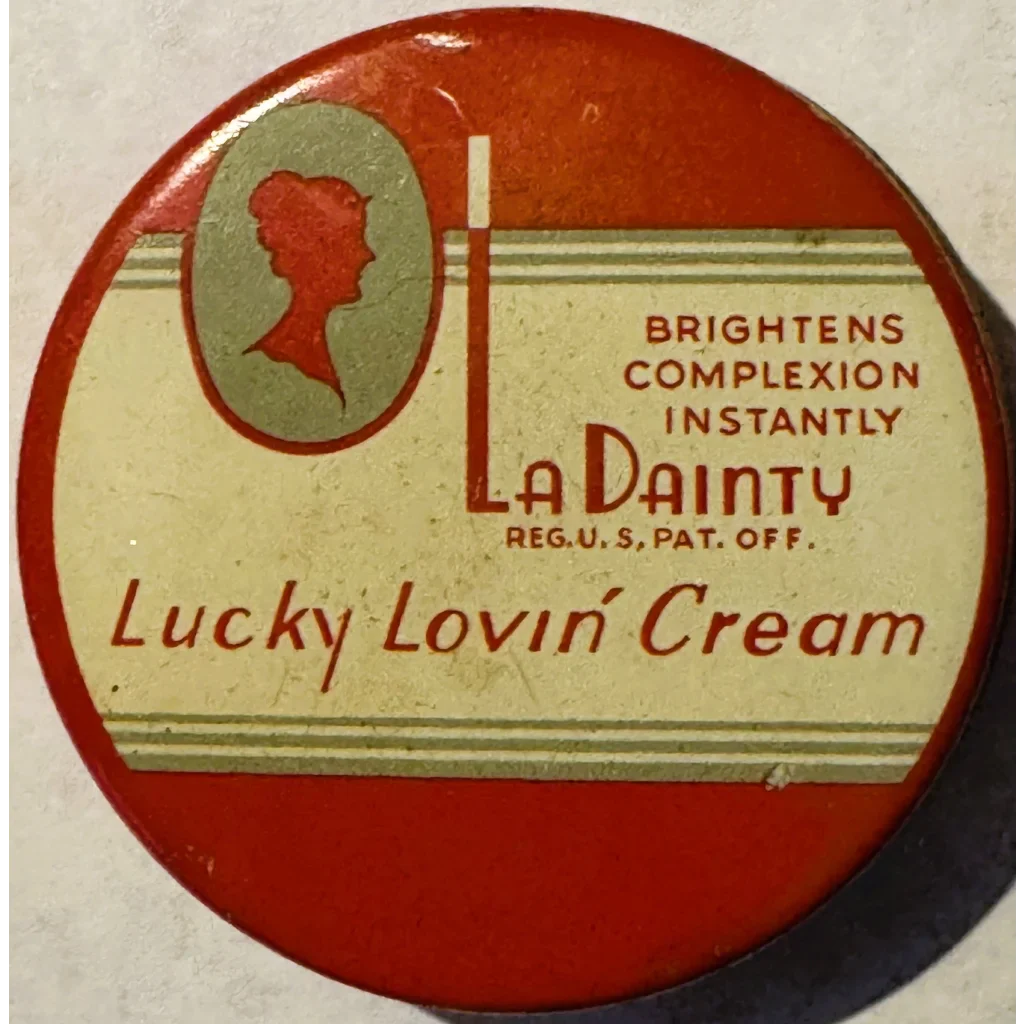 BRIGHTENS
COMPLEXION
INSTANTLY
LA DAINTY
REG. U. S. PAT. OFF.
Lucky Lovin' Cream